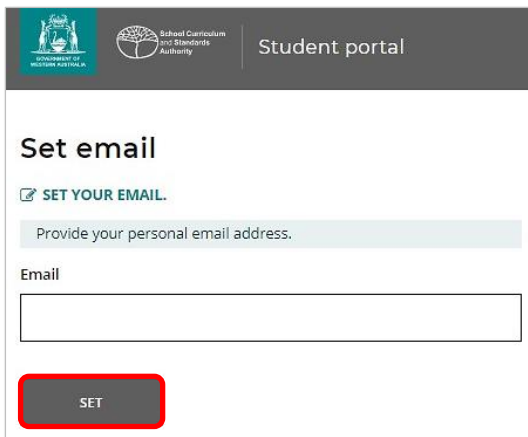 GOVERNMENT OF
WESTERN AUSTRALIA
School Curriculum
and Standards
Authority
Student portal
Set email
SET YOUR EMAIL.
Provide your personal email address.
Email
SET